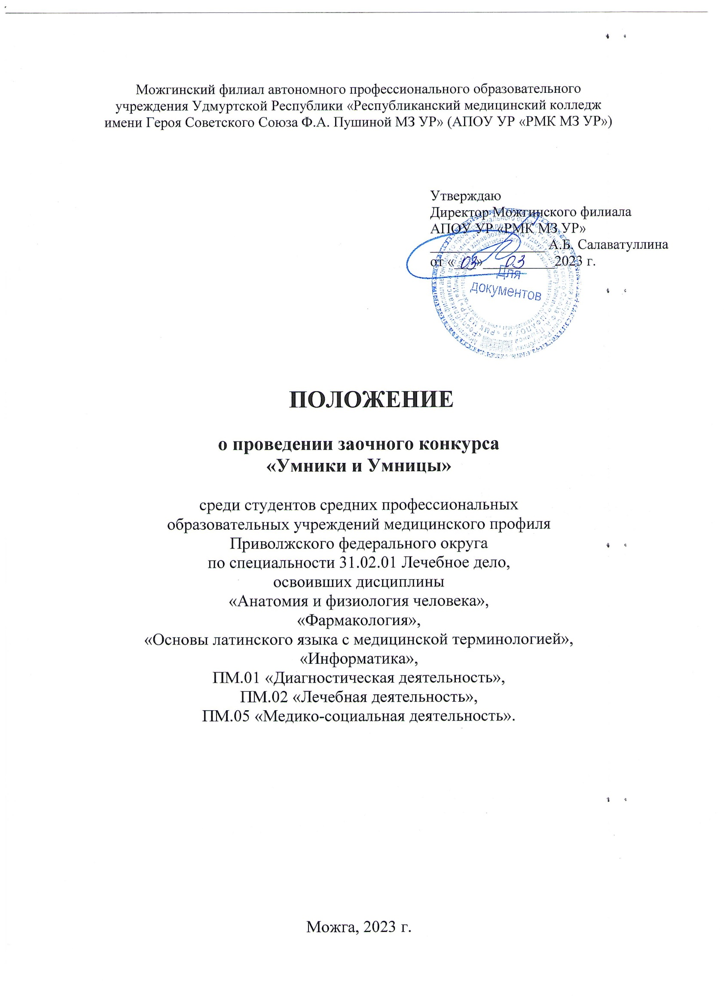 Можгинский филиал автономного профессионального образовательного
учреждения Удмуртской Республики «Республиканский медицинский колледж
имени Героя Советского Союза Ф.А. Пушиной МЗ УР» (АПОУ УР «РМК МЗ УР»)
Утверждаю
Директор Можгинского филиала
АПОУ УР «РМК МЗ УР»
________________ А.Б. Салаватуллина
от «03» 03 2023 г.
Для
документов
ПОЛОЖЕНИЕ
о проведении заочного конкурса
«Умники и Умницы»
среди студентов средних профессиональных
образовательных учреждений медицинского профиля
Приволжского федерального округа
по специальности 31.02.01 Лечебное дело,
освоивших дисциплины
«Анатомия и физиология человека»,
«Фармакология»,
«Основы латинского языка с медицинской терминологией»,
«Информатика»,
ПМ.01 «Диагностическая деятельность»,
ПМ.02 «Лечебная деятельность»,
ПМ.05 «Медико-социальная деятельность».
Можга, 2023 г.